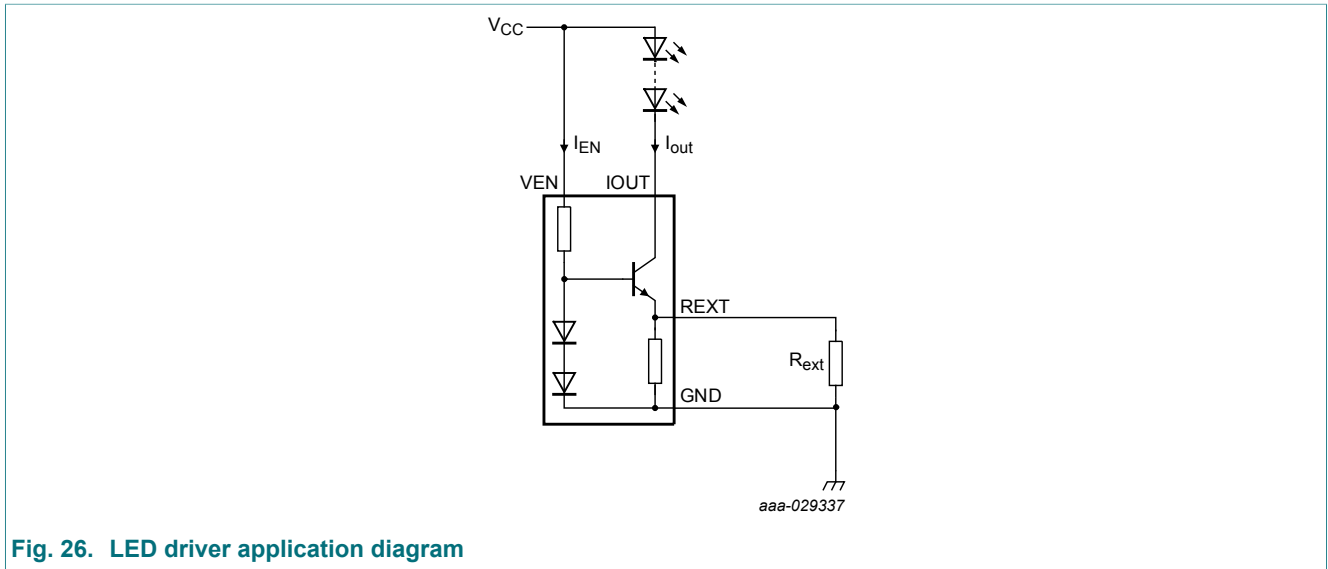 VCC
IEN
Iout
VEN
IOUT
REXT
Rext
GND
aaa-029337
Fig. 26. LED driver application diagram